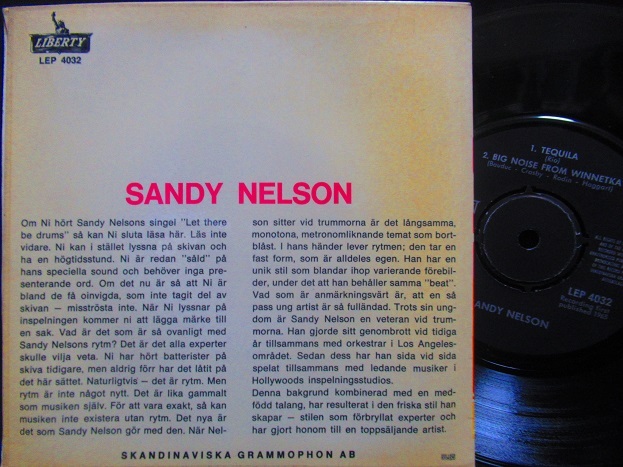 LIBERTY
LEP 4032
SANDY NELSON
Om Ni hört Sandy Nelsons singel "Let there
be drums" så kan Ni sluta läsa här. Läs inte
vidare. Ni kan i stället lyssna på skivan och
ha en högtidsstund. Ni är redan "såld" på
hans speciella sound och behöver inga pre-
senterande ord. Om det nu är så att Ni är
bland de få oinvigda, som inte tagit del av
skivan – misströsta inte. När Ni lyssnar på
inspelningen kommer ni att lägga märke till
en sak. Vad är det som är så ovanligt med
Sandy Nelsons rytm? Det är det alla experter
skulle vilja veta. Ni har hört batterister på
skiva tidigare, men aldrig förr har det låtit på
det här sättet. Naturligtvis – det är rytm. Men
rytm är inte något nytt. Det är lika gammalt
som musiken själv. För att vara exakt, så kan
musiken inte existera utan rytm. Det nya är
det som Sandy Nelson gör med den. När Nel-
son sitter vid trummorna är det långsamma,
monotona, metronomliknande temat som bort-
blåst. I hans händer lever rytmen; den tar en
fast form, som är alldeles egen. Han har en
unik stil som blandar ihop varierande förebil-
der, under det att han behåller samma "beat".
Vad som är anmärkningsvärt är, att en så
pass ung artist är så fulländad. Trots sin ung-
dom är Sady Nelson en veteran vid trum-
morna. Han gjorde sitt genombrott vid tidiga
år tillsammans med orkestrar i Los Angeles-
området. Sedan dess har han sida vid sida
spelat tillsammans med ledande musiker i
Hollywoods inspelningsstudios.
Denna bakgrund kombinerad med en med-
född talang, har resulterat i den friska stil han
skapar – stilen som förbryllat experter och
har gjort honom till en toppsäljande artist.
SKANDINAVISKA GRAMMOPHON AB
1. TEQUILA
(Rio)
2. BIG NOISE FROM WINNETKA
(Bauduc - Crosby - Rodin - Haggart)
LEP 4032
Recording first
published 1962
SANDY NELSON